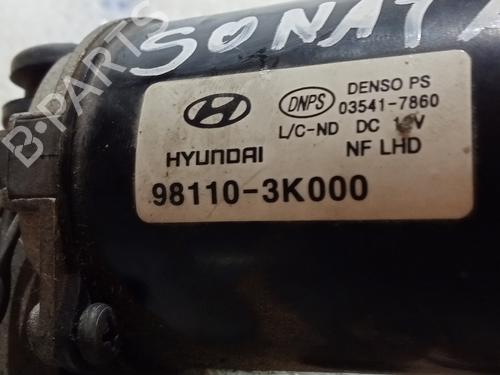 SONATA
DNPS
DENSO PS
03541-7860
L/C-ND DC 12V
HYUNDAI
NF LHD
98110-3K000
B-PARTS